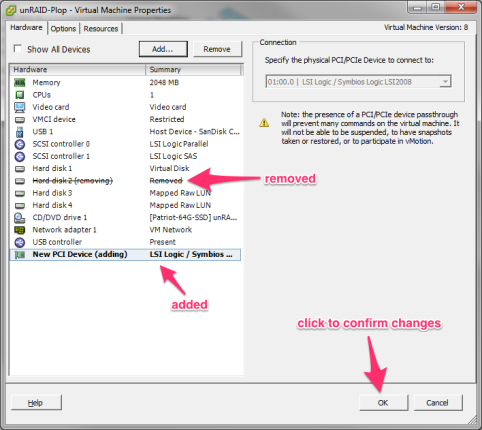 unRAID-Plop - Virtual Machine Properties
Hardware Options Resources Virtual Machine Version: 8
Show All Devices Add... Remove
Hardware Summary
Memory 2048 MB
CPUs 1
Video card Video card
VMCI device Restricted
USB 1 Host Device - SanDisk C...
SCSI controller 0 LSI Logic Parallel
SCSI controller 1 LSI Logic SAS
Hard disk 1 Virtual Disk
Hard disk 2 (removing) Removed
Hard disk 3 Mapped Raw LUN
Hard disk 4 Mapped Raw LUN
CD/DVD drive 1 [Patriot-64G-SSD] unRA...
Network adapter 1 VM Network
USB controller Present
New PCI Device (adding) LSI Logic / Symbios ...
Connection
Specify the physical PCI/PCIe Device to connect to:
01:00.0 | LSI Logic / Symbios Logic LSI2008
Note: the presence of a PCI/PCIe device passthrough
will prevent many commands on the virtual machine. It
will not be able to be suspended, to have snapshots
taken or restored, or to participate in vMotion.
removed
added
click to confirm changes
Help OK Cancel